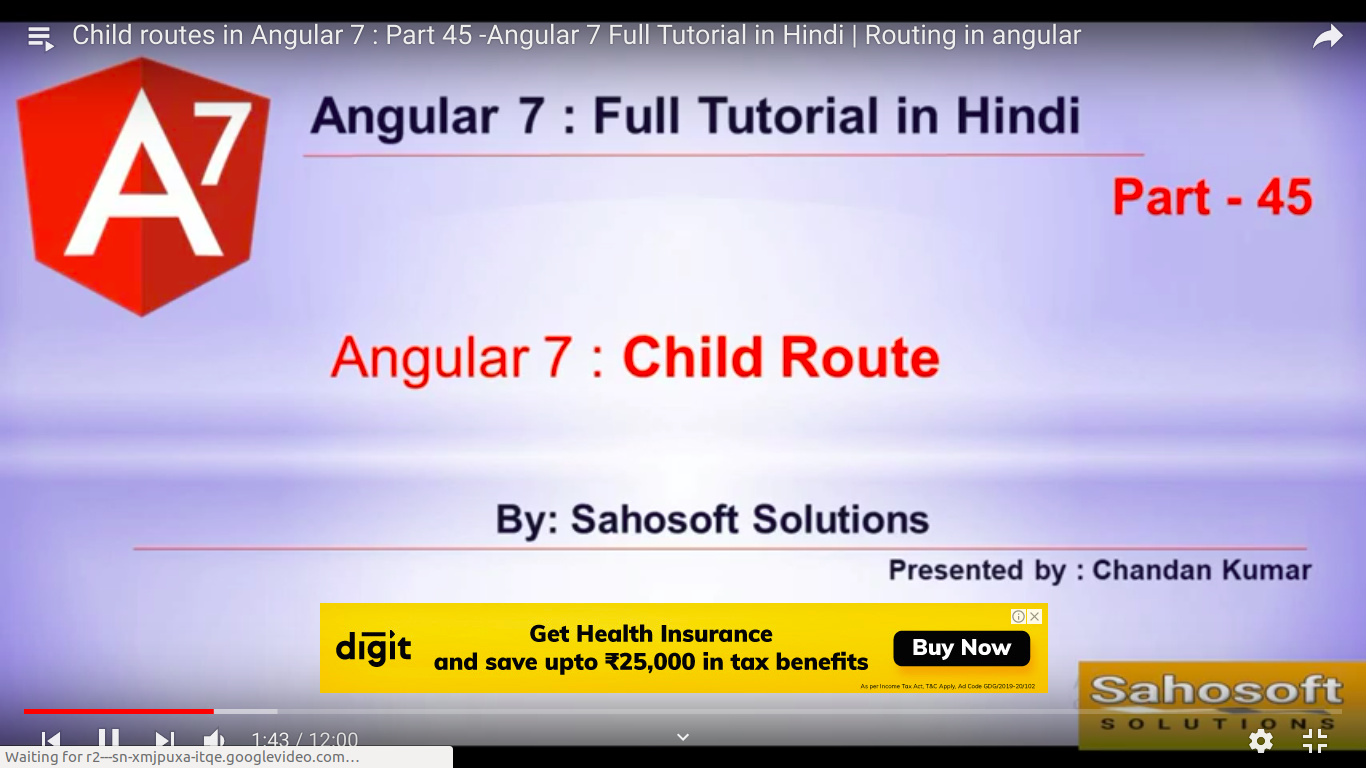 Child routes in Angular 7 : Part 45 -Angular 7 Full Tutorial in Hindi | Routing in angular
A7
Angular 7 : Full Tutorial in Hindi
Part - 45
Angular 7 : Child Route
By: Sahosoft Solutions
Presented by : Chandan Kumar
digit
Get Health Insurance
and save upto ₹25,000 in tax benefits
Buy Now
As per Income Tax Act, T&C Apply, Ad Code GDG/2019-20/102
Sahosoft
SOLUTIONS
1:43 / 12:00
Waiting for r2---sn-xmjpuxa-itqe.googlevideo.com…